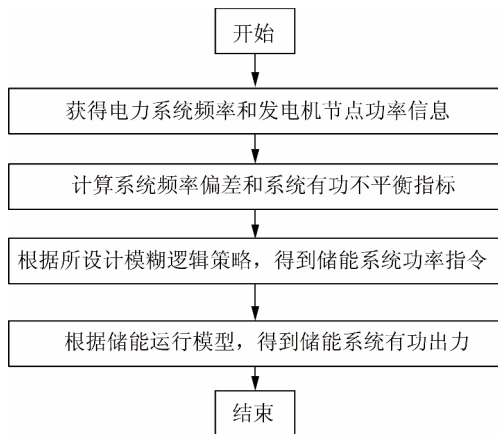 开始
获得电力系统频率和发电机节点功率信息
计算系统频率偏差和系统有功不平衡指标
根据所设计模糊逻辑策略，得到储能系统功率指令
根据储能运行模型，得到储能系统有功出力
结束